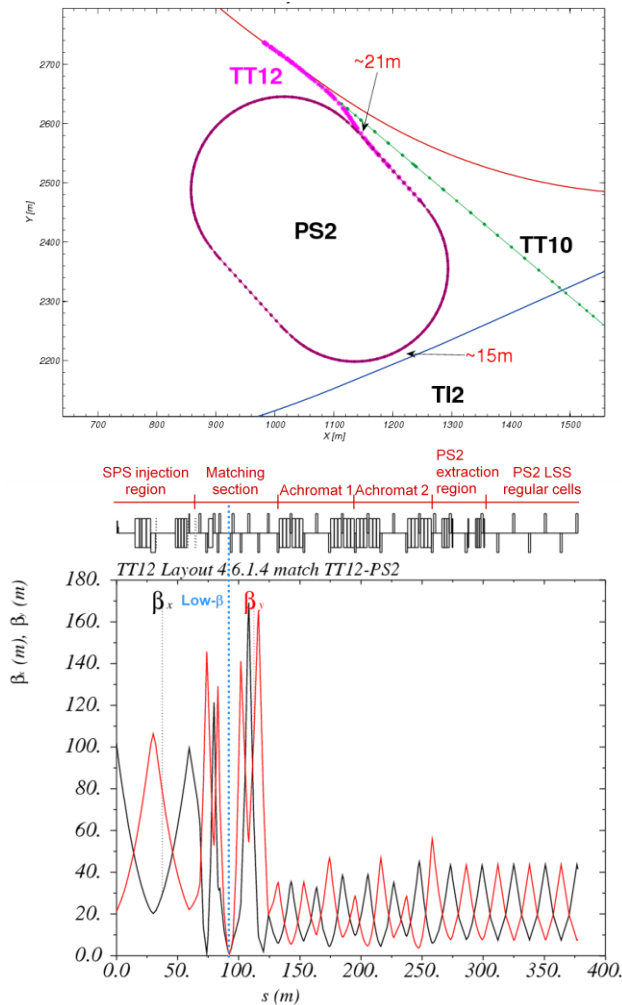 2700
2600
2500
2400
2300
2200
Y [m]
TT12
~21m
PS2
TT10
~15m
TI2
700 800 900 1000 1100 1200 1300 1400 1500
X [m]
SPS injection region
Matching section
Achromat 1
Achromat 2
PS2 extraction region
PS2 LSS regular cells
TT12 Layout 4.6.1.4 match TT12-PS2
180.
160.
140.
120.
100.
80.
60.
40.
20.
0.0
βx (m), βy (m)
βx
Low-β
βy
0.0 50. 100. 150. 200. 250. 300. 350. 400.
s (m)